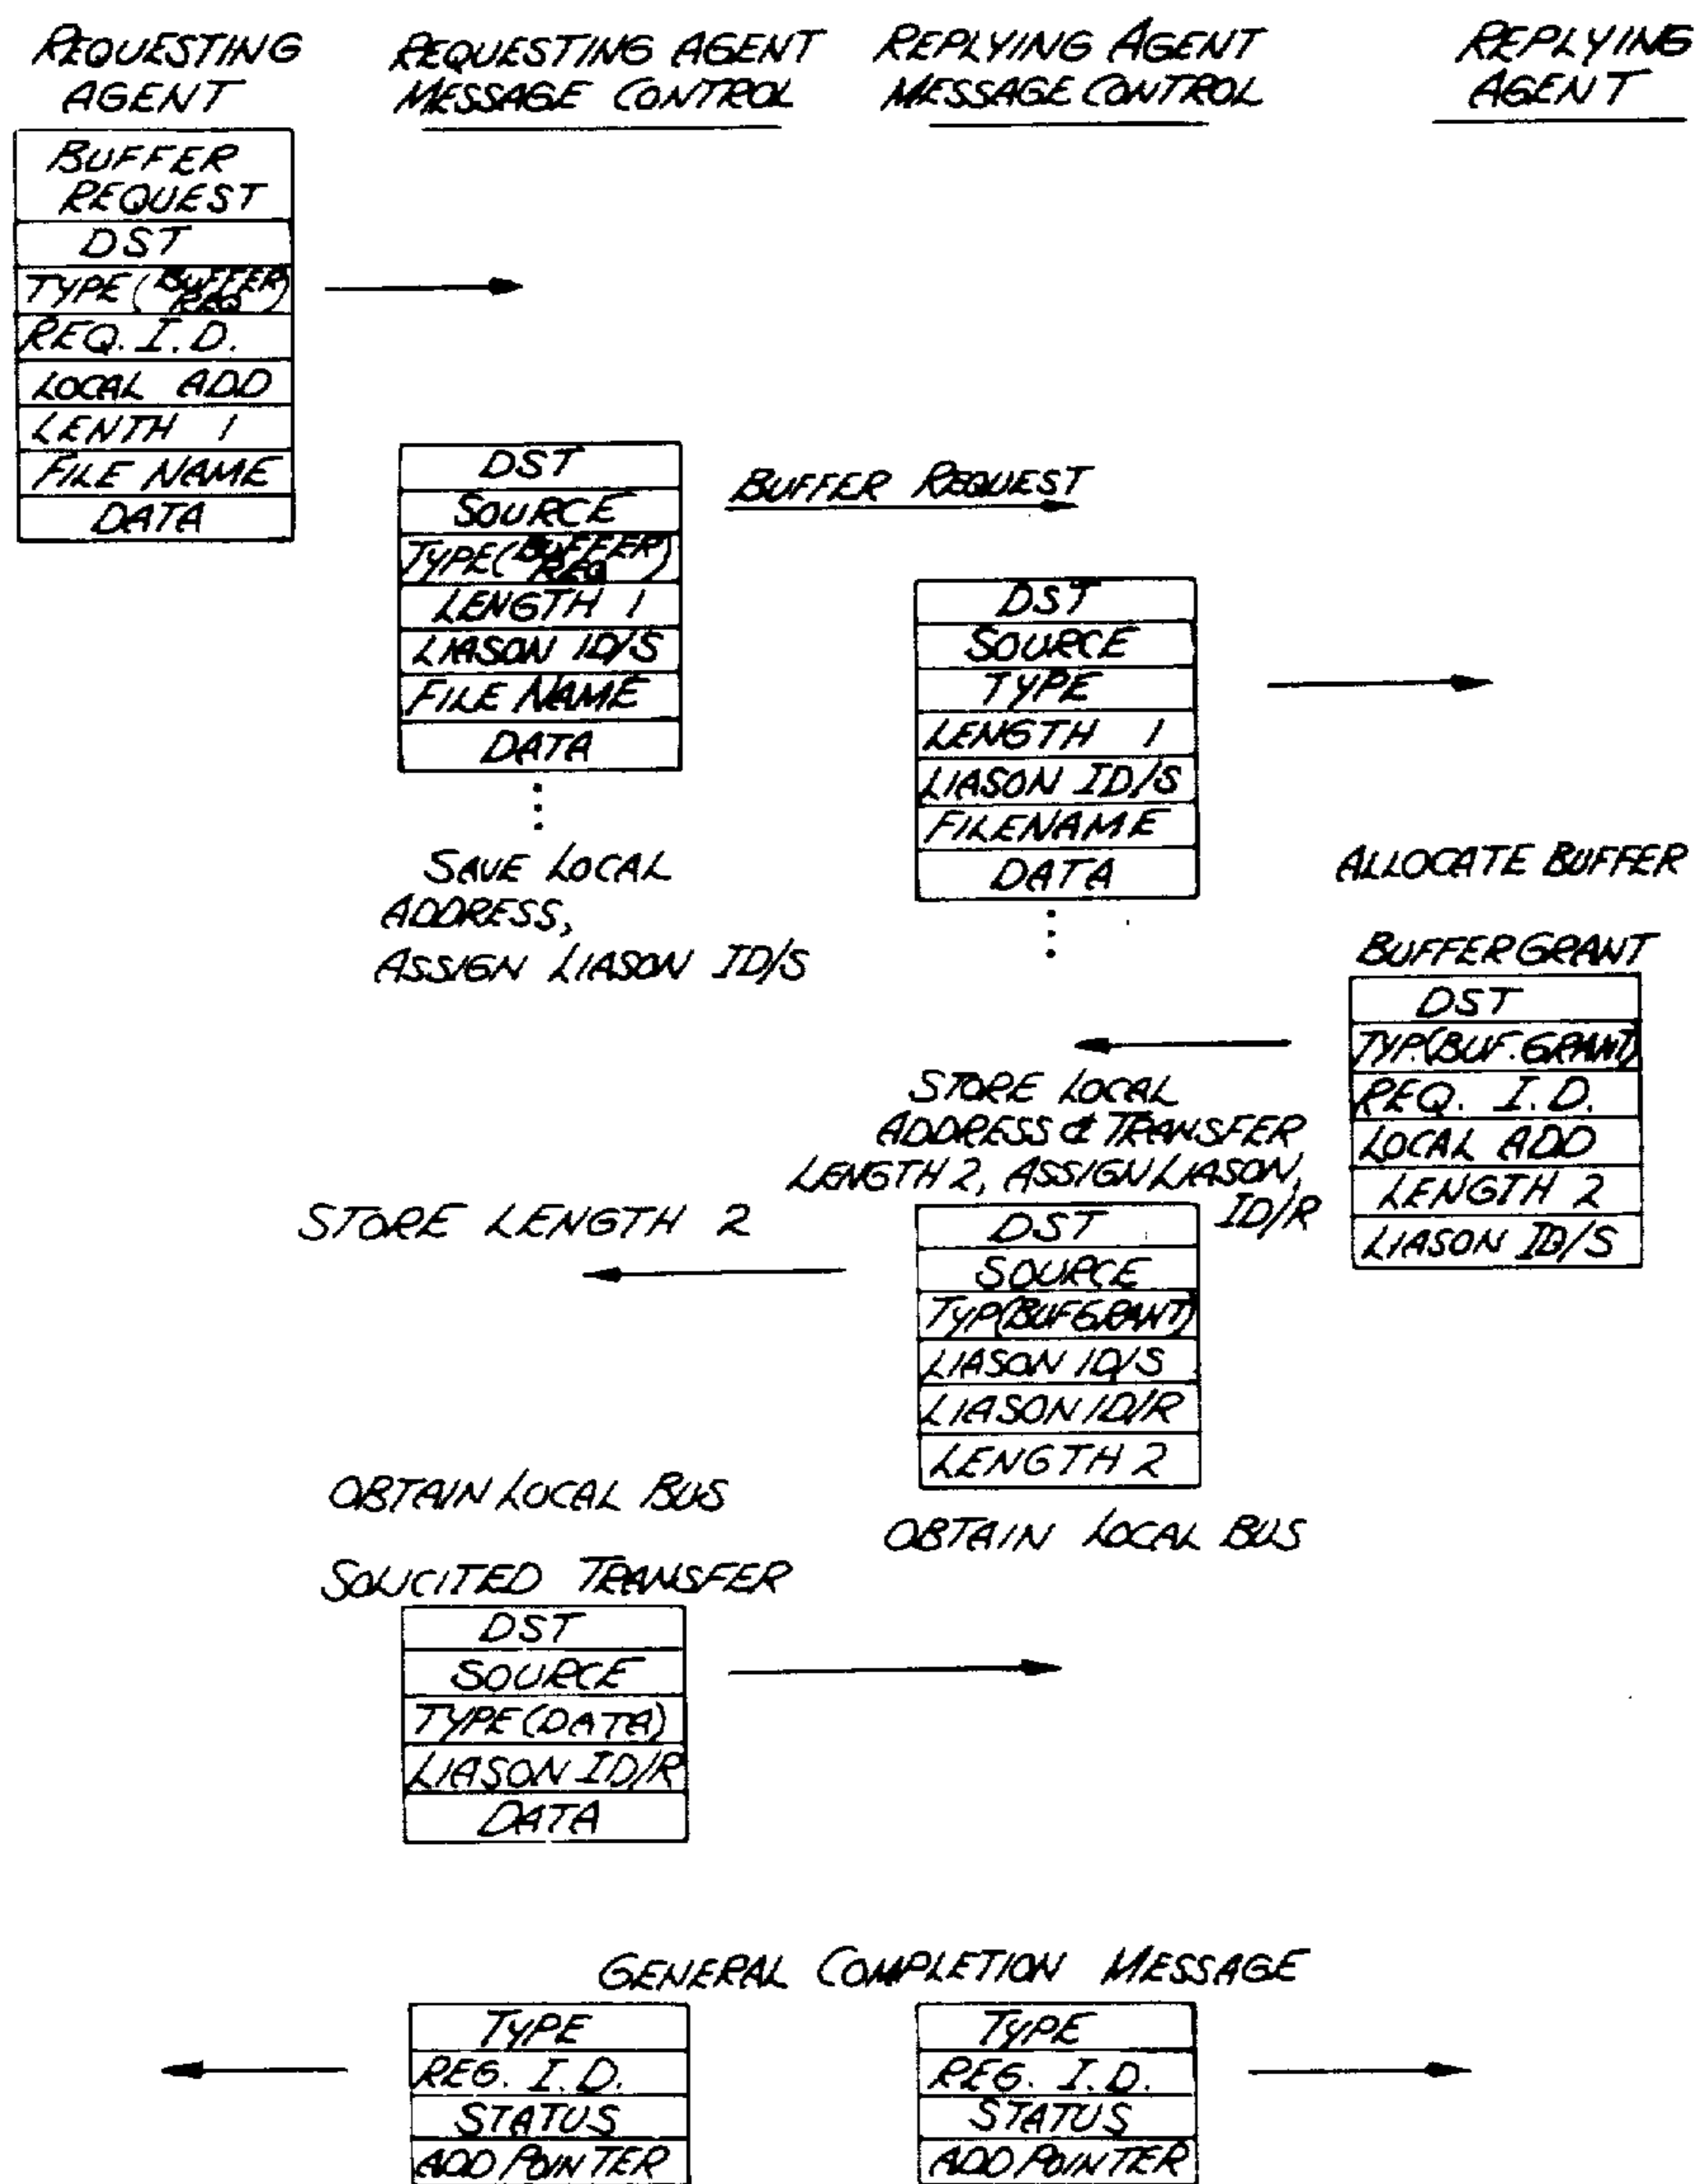 REQUESTING
AGENT
REQUESTING AGENT
MESSAGE CONTROL
REPLYING AGENT
MESSAGE CONTROL
REPLYING
AGENT
BUFFER
REQUEST
DST
TYPE (BUFFER
REQ)
REQ. I.D.
LOCAL ADD
LENTH 1
FILE NAME
DATA
DST
SOURCE
TYPE(BUFFER
REQ)
LENGTH 1
LIASON ID/S
FILE NAME
DATA
BUFFER REQUEST
SAVE LOCAL
ADDRESS,
ASSIGN LIASON ID/S
DST
SOURCE
TYPE
LENGTH 1
LIASON ID/S
FILENAME
DATA
ALLOCATE BUFFER
BUFFER GRANT
DST
TYP.(BUF. GRANT)
REQ. I.D.
LOCAL ADD
LENGTH 2
LIASON ID/S
STORE LOCAL
ADDRESS & TRANSFER
LENGTH 2, ASSIGN LIASON,
ID/R
STORE LENGTH 2
DST
SOURCE
TYP(BUF GRANT)
LIASON ID/S
LIASON ID/R
LENGTH 2
OBTAIN LOCAL BUS
OBTAIN LOCAL BUS
SOLICITED TRANSFER
DST
SOURCE
TYPE (DATA)
LIASON ID/R
DATA
GENERAL COMPLETION MESSAGE
TYPE
REG. I.D.
STATUS
ADD POINTER
TYPE
REG. I.D.
STATUS
ADD POINTER